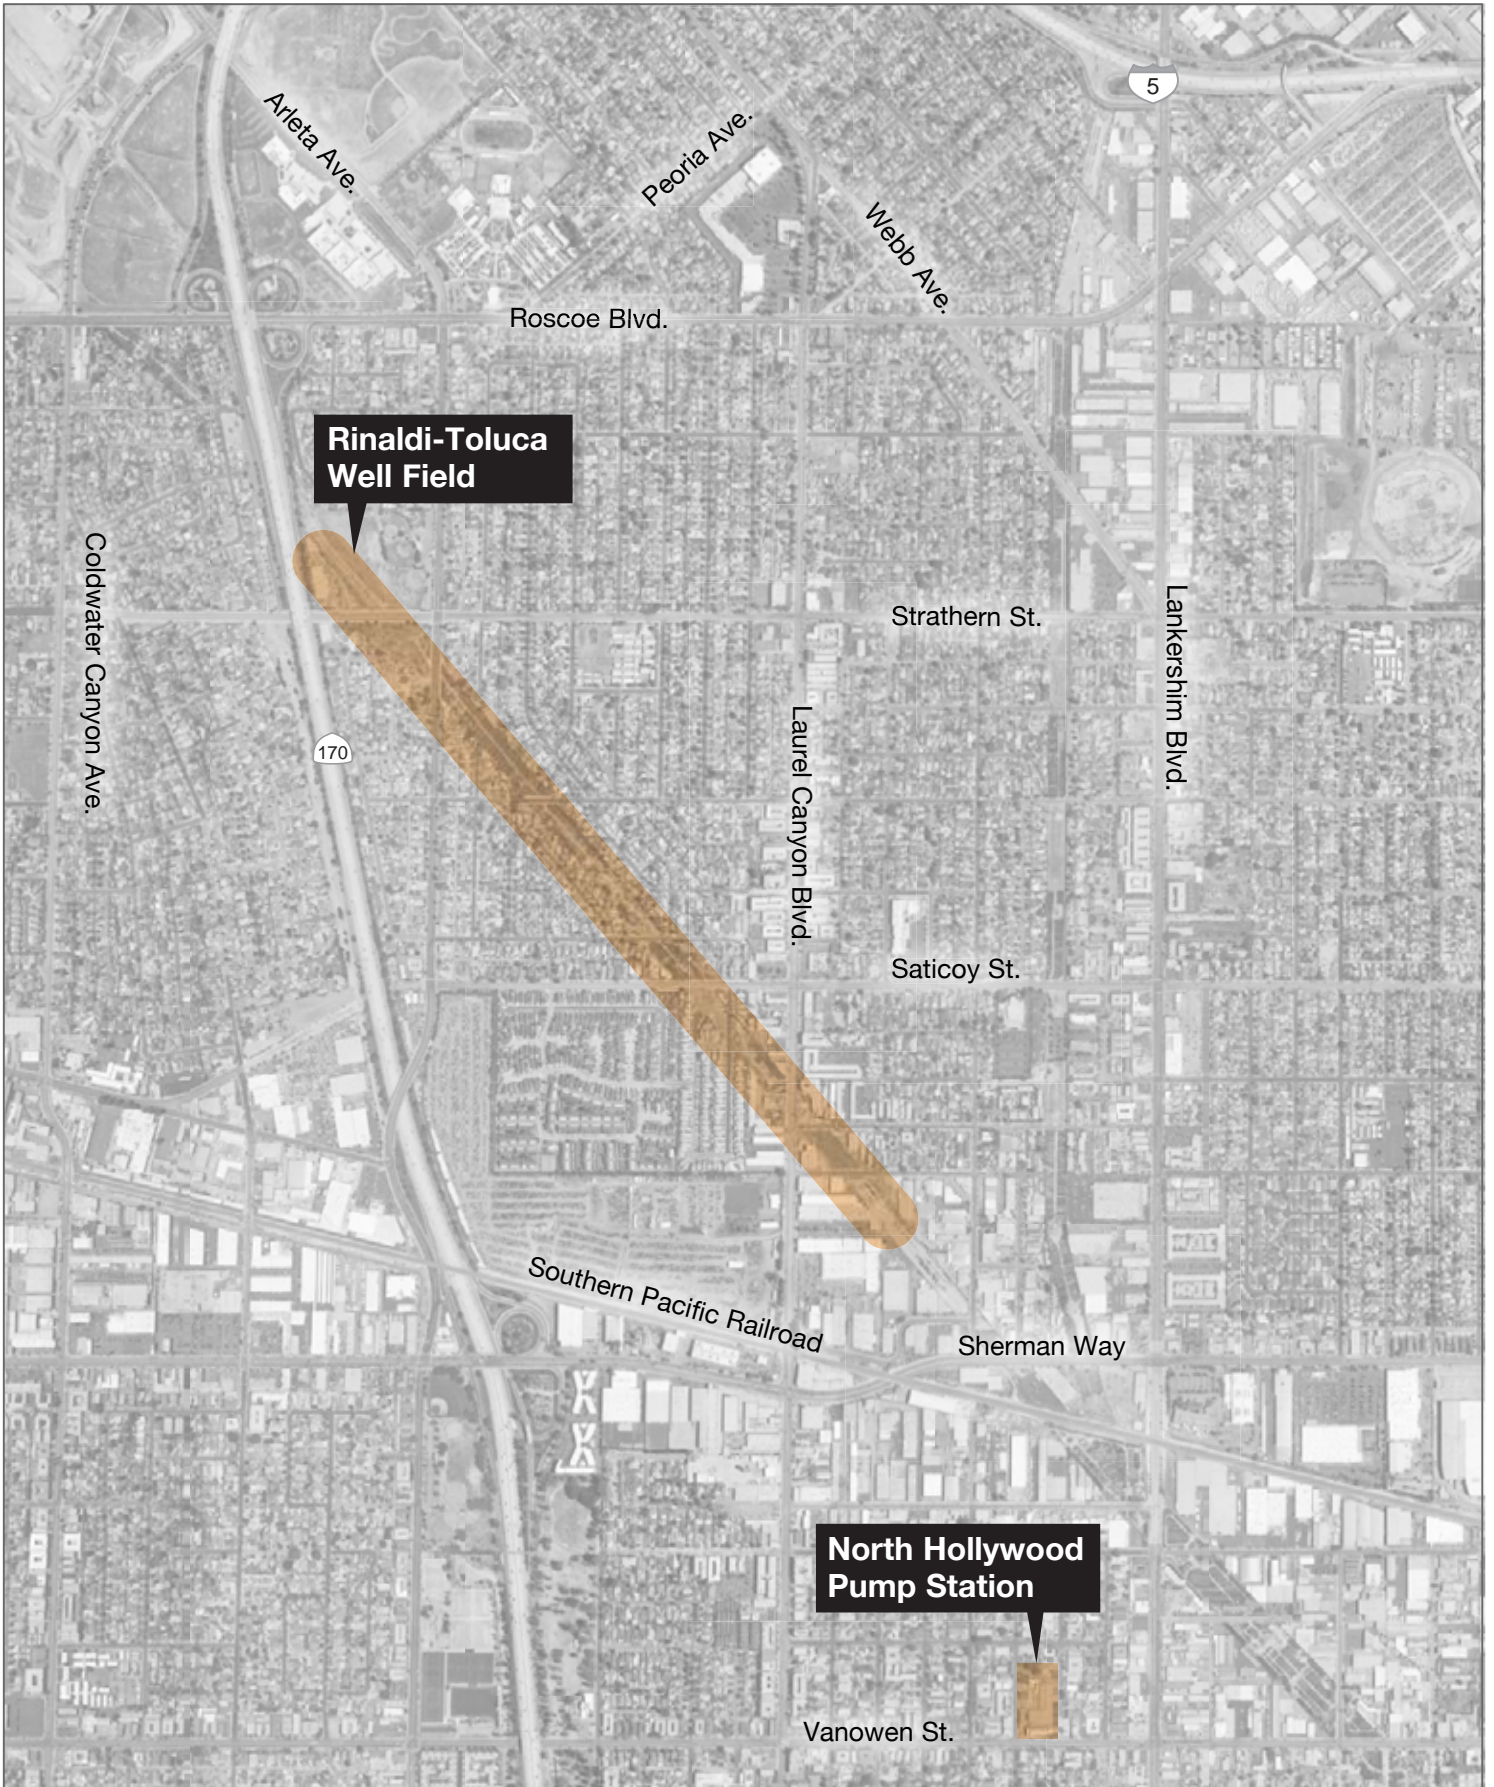 5
Arleta Ave.
Peoria Ave.
Webb Ave.
Roscoe Blvd.
Rinaldi-Toluca
Well Field
Coldwater Canyon Ave.
Strathern St.
Lankershim Blvd.
170
Laurel Canyon Blvd.
Saticoy St.
Southern Pacific Railroad
Sherman Way
North Hollywood
Pump Station
Vanowen St.